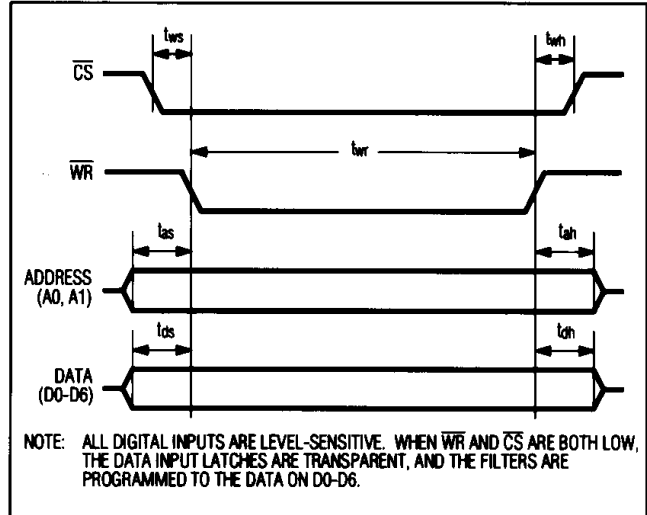 tws
twh
CS
twr
WR
tas
tah
ADDRESS
(A0, A1)
tds
tdh
DATA
(D0-D6)
NOTE: ALL DIGITAL INPUTS ARE LEVEL-SENSITIVE. WHEN WR AND CS ARE BOTH LOW,
THE DATA INPUT LATCHES ARE TRANSPARENT, AND THE FILTERS ARE
PROGRAMMED TO THE DATA ON D0-D6.